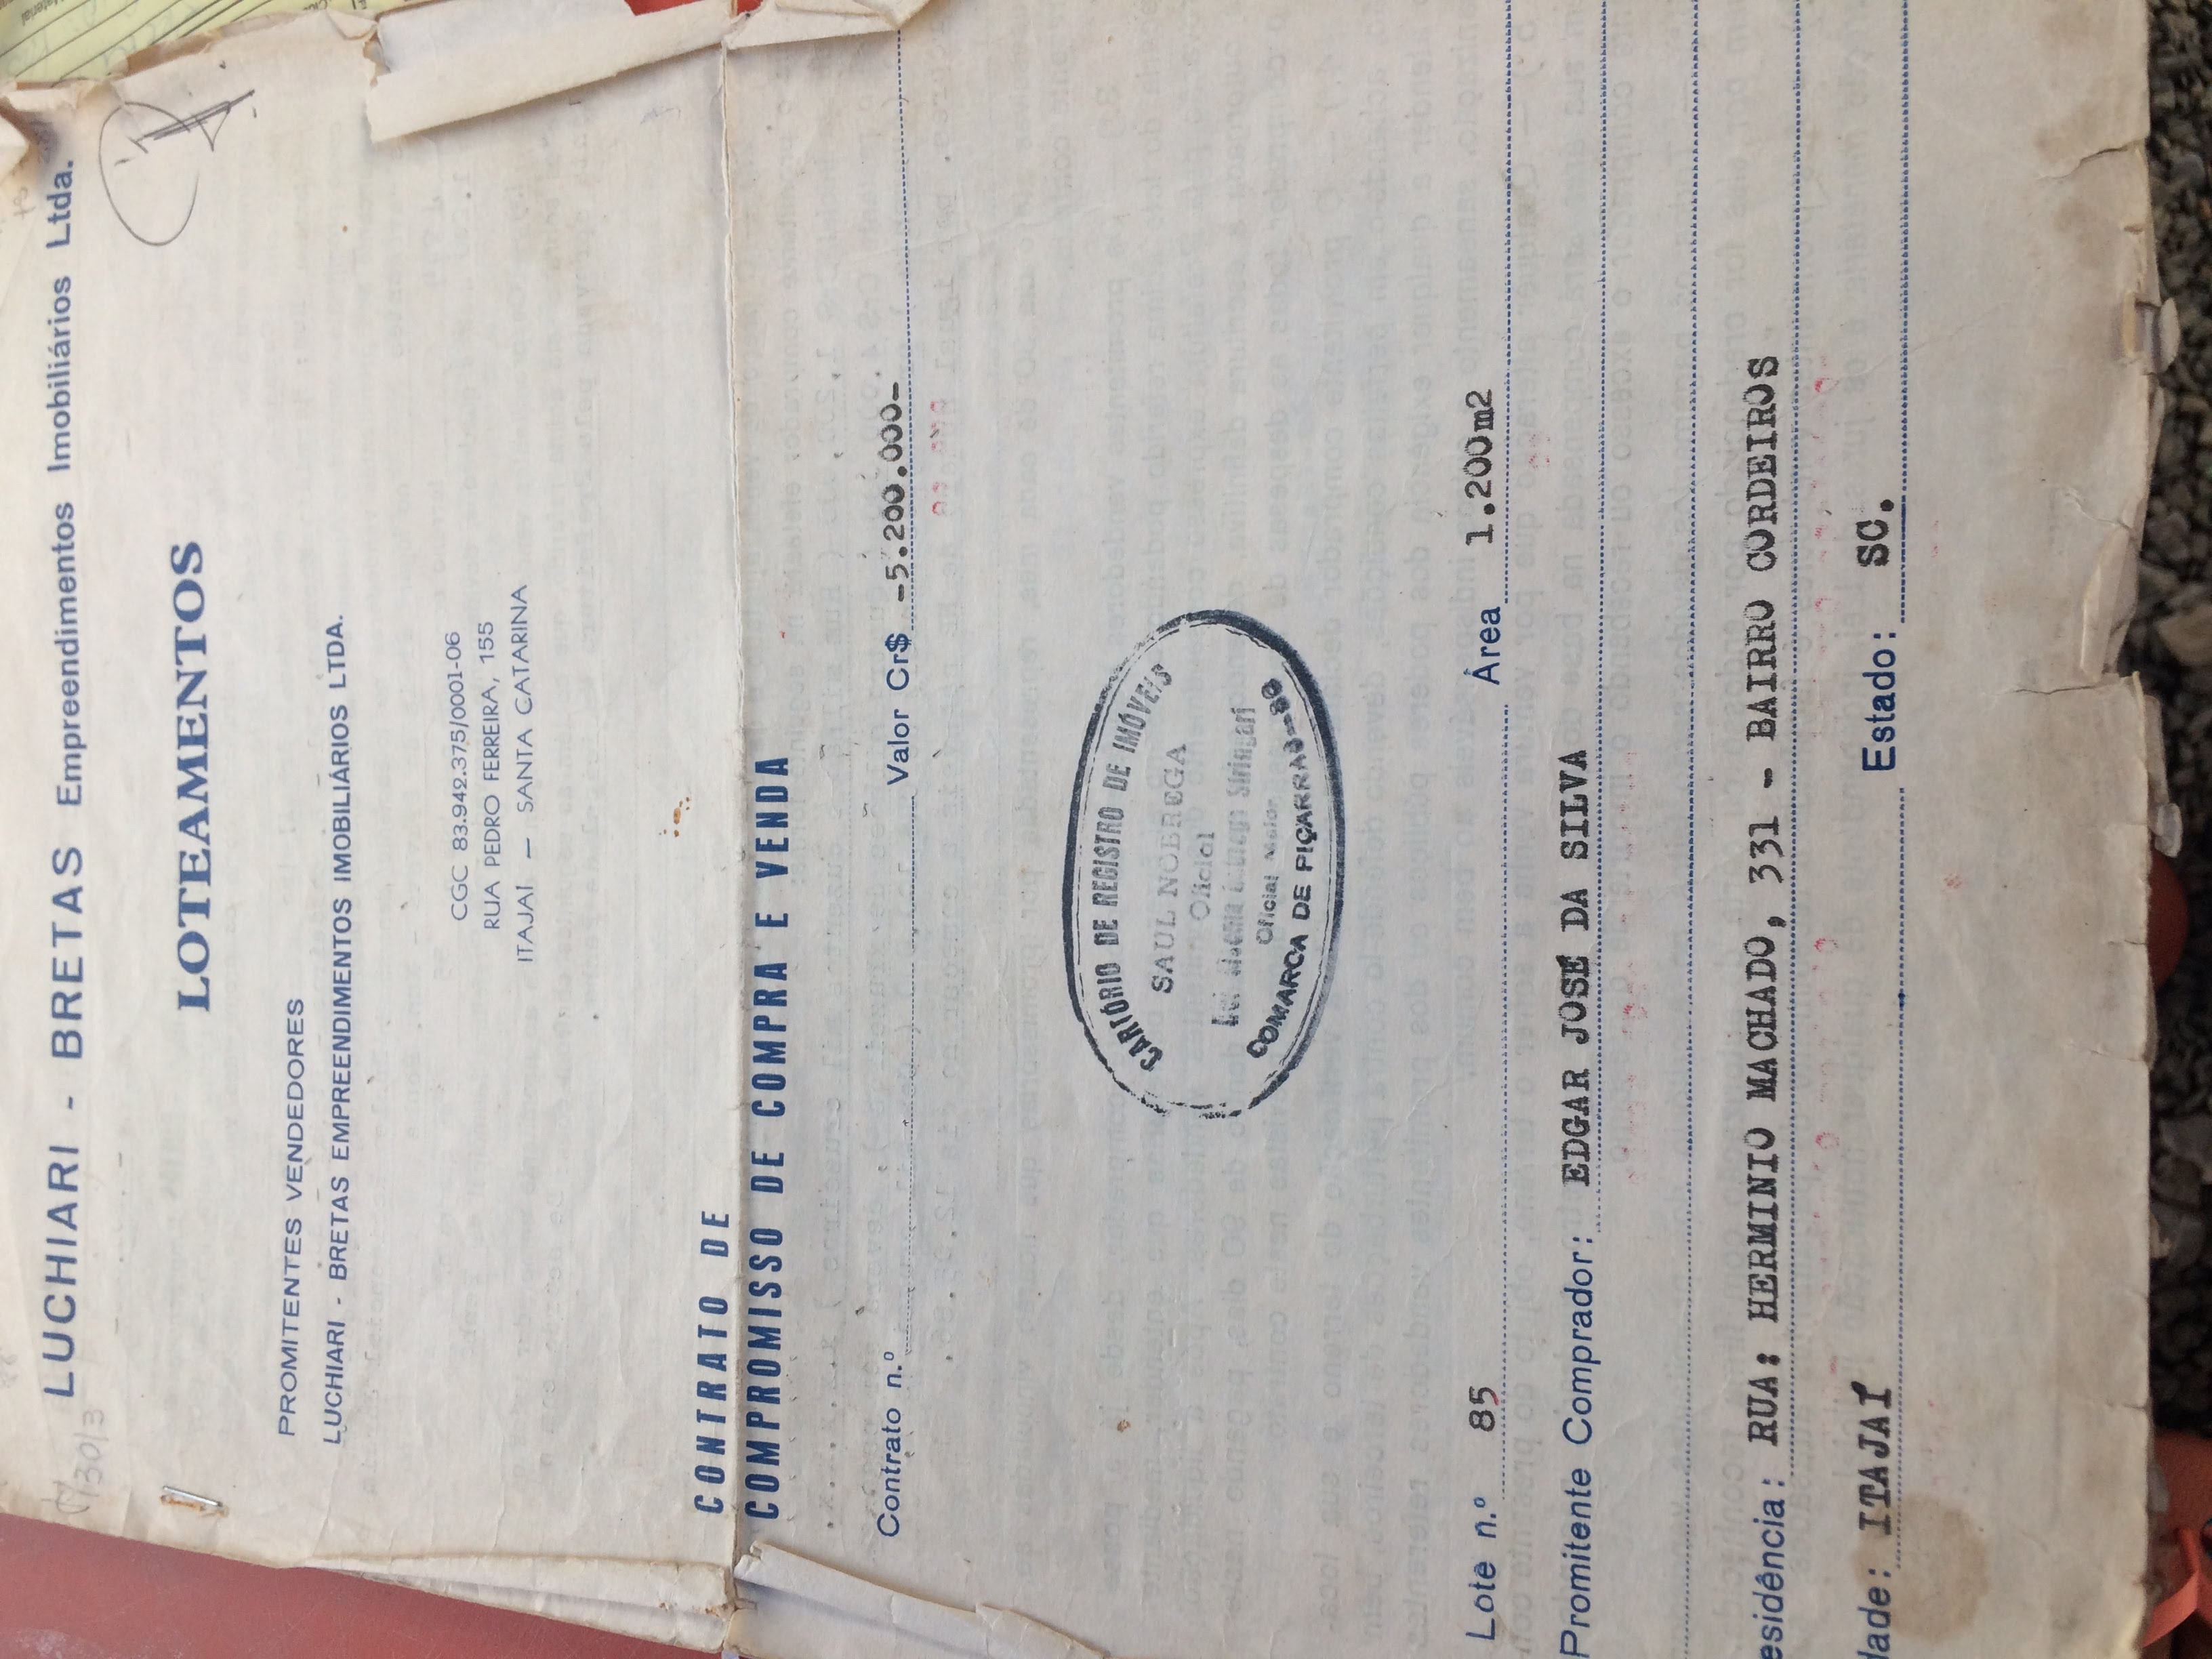 LUCHIARI - BRETAS Empreendimentos Imobiliários Ltda.
LOTEAMENTOS
PROMITENTES VENDEDORES
LUCHIARI - BRETAS EMPREENDIMENTOS IMOBILIÁRIOS LTDA.
CGC 83.942.375/0001-06
RUA PEDRO FERREIRA, 155
ITAJAI — SANTA CATARINA
CONTRATO DE
COMPROMISSO DE COMPRA E VENDA
Contrato n.º Valor Cr$ -5.200.000-
CARTÓRIO DE REGISTRO DE IMÓVEIS
SAUL NÓBREGA
Oficial
Oficial Maior
COMARCA DE PIÇARRAS-SC
Lote n.º 85 Área 1.200m2
Promitente Comprador: EDGAR JOSÉ DA SILVA
esidência: RUA: HERMINIO MACHADO, 331 - BAIRRO CORDEIROS
dade: ITAJAÍ Estado: SC.